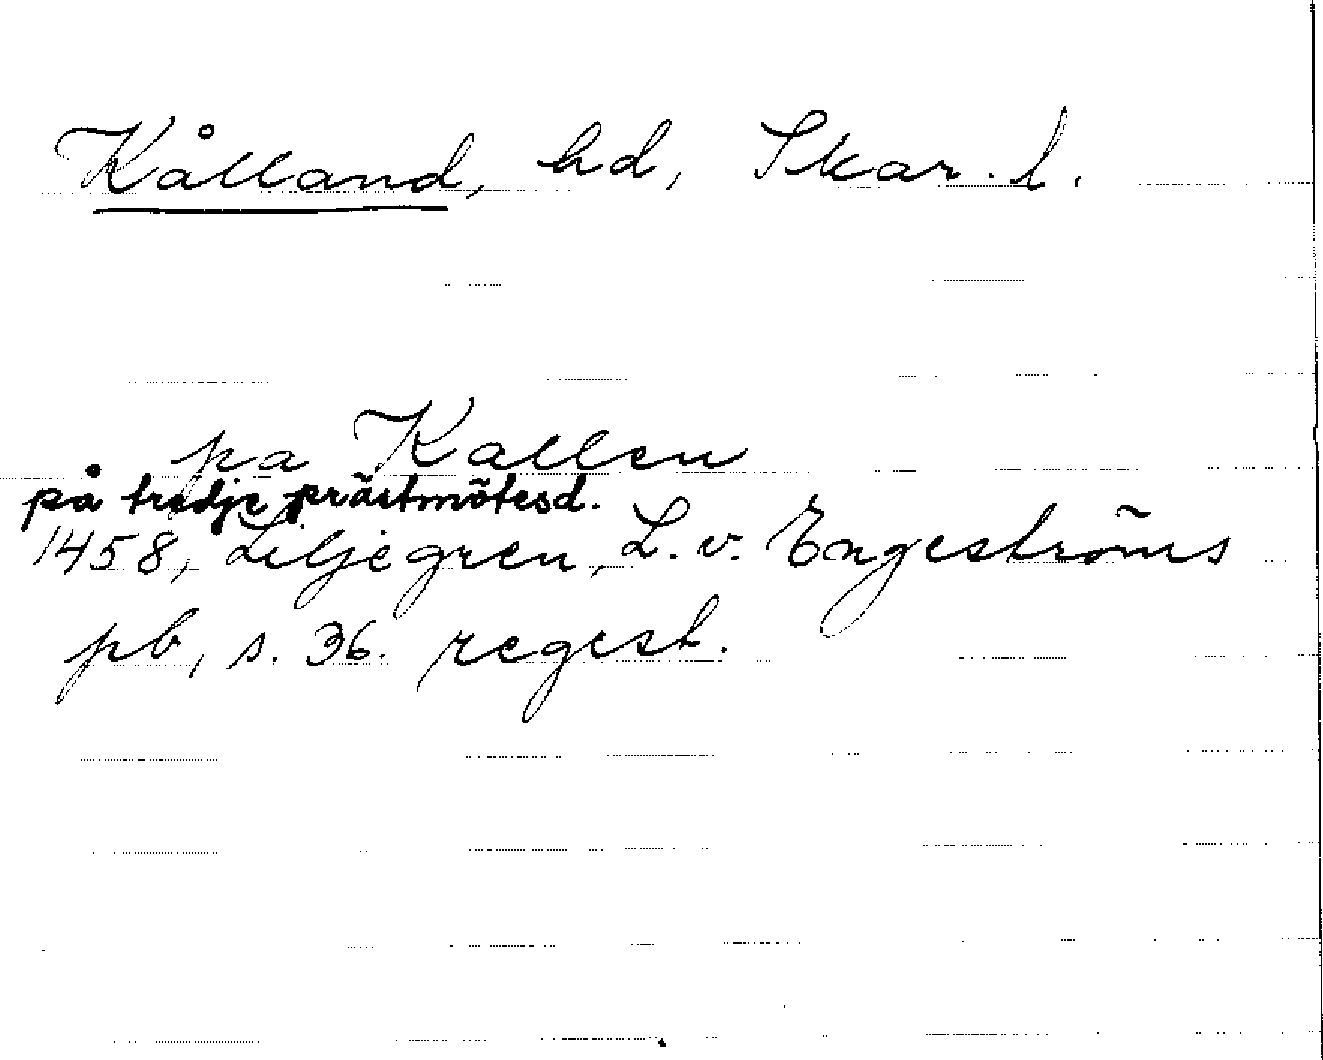 Kålland, hd, Skar. l.
pa Kallen
på tredje prästmötesd.
1458, Liljegren, L. v. Engeströms
pb, s. 36. regest.